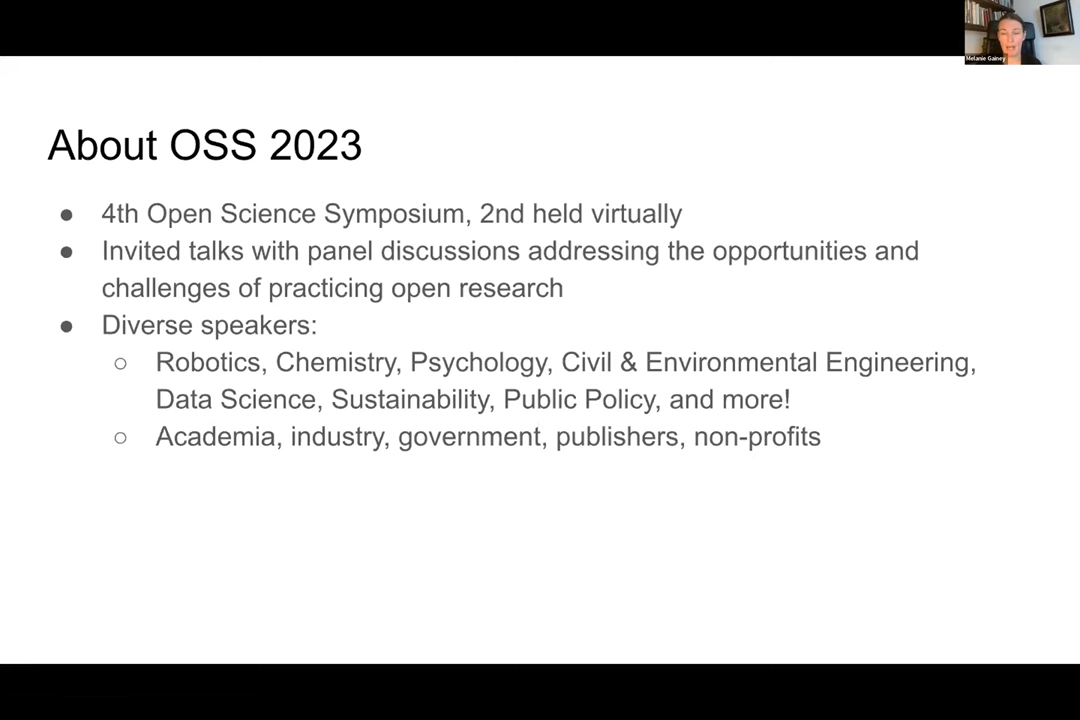 Melanie Gainey
About OSS 2023
● 4th Open Science Symposium, 2nd held virtually
● Invited talks with panel discussions addressing the opportunities and
challenges of practicing open research
● Diverse speakers:
○ Robotics, Chemistry, Psychology, Civil & Environmental Engineering,
Data Science, Sustainability, Public Policy, and more!
○ Academia, industry, government, publishers, non-profits